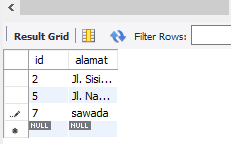 Result Grid Filter Rows:
id alamat
2 Jl. Sisi...
5 Jl. Na...
7 sawada
NULL NULL